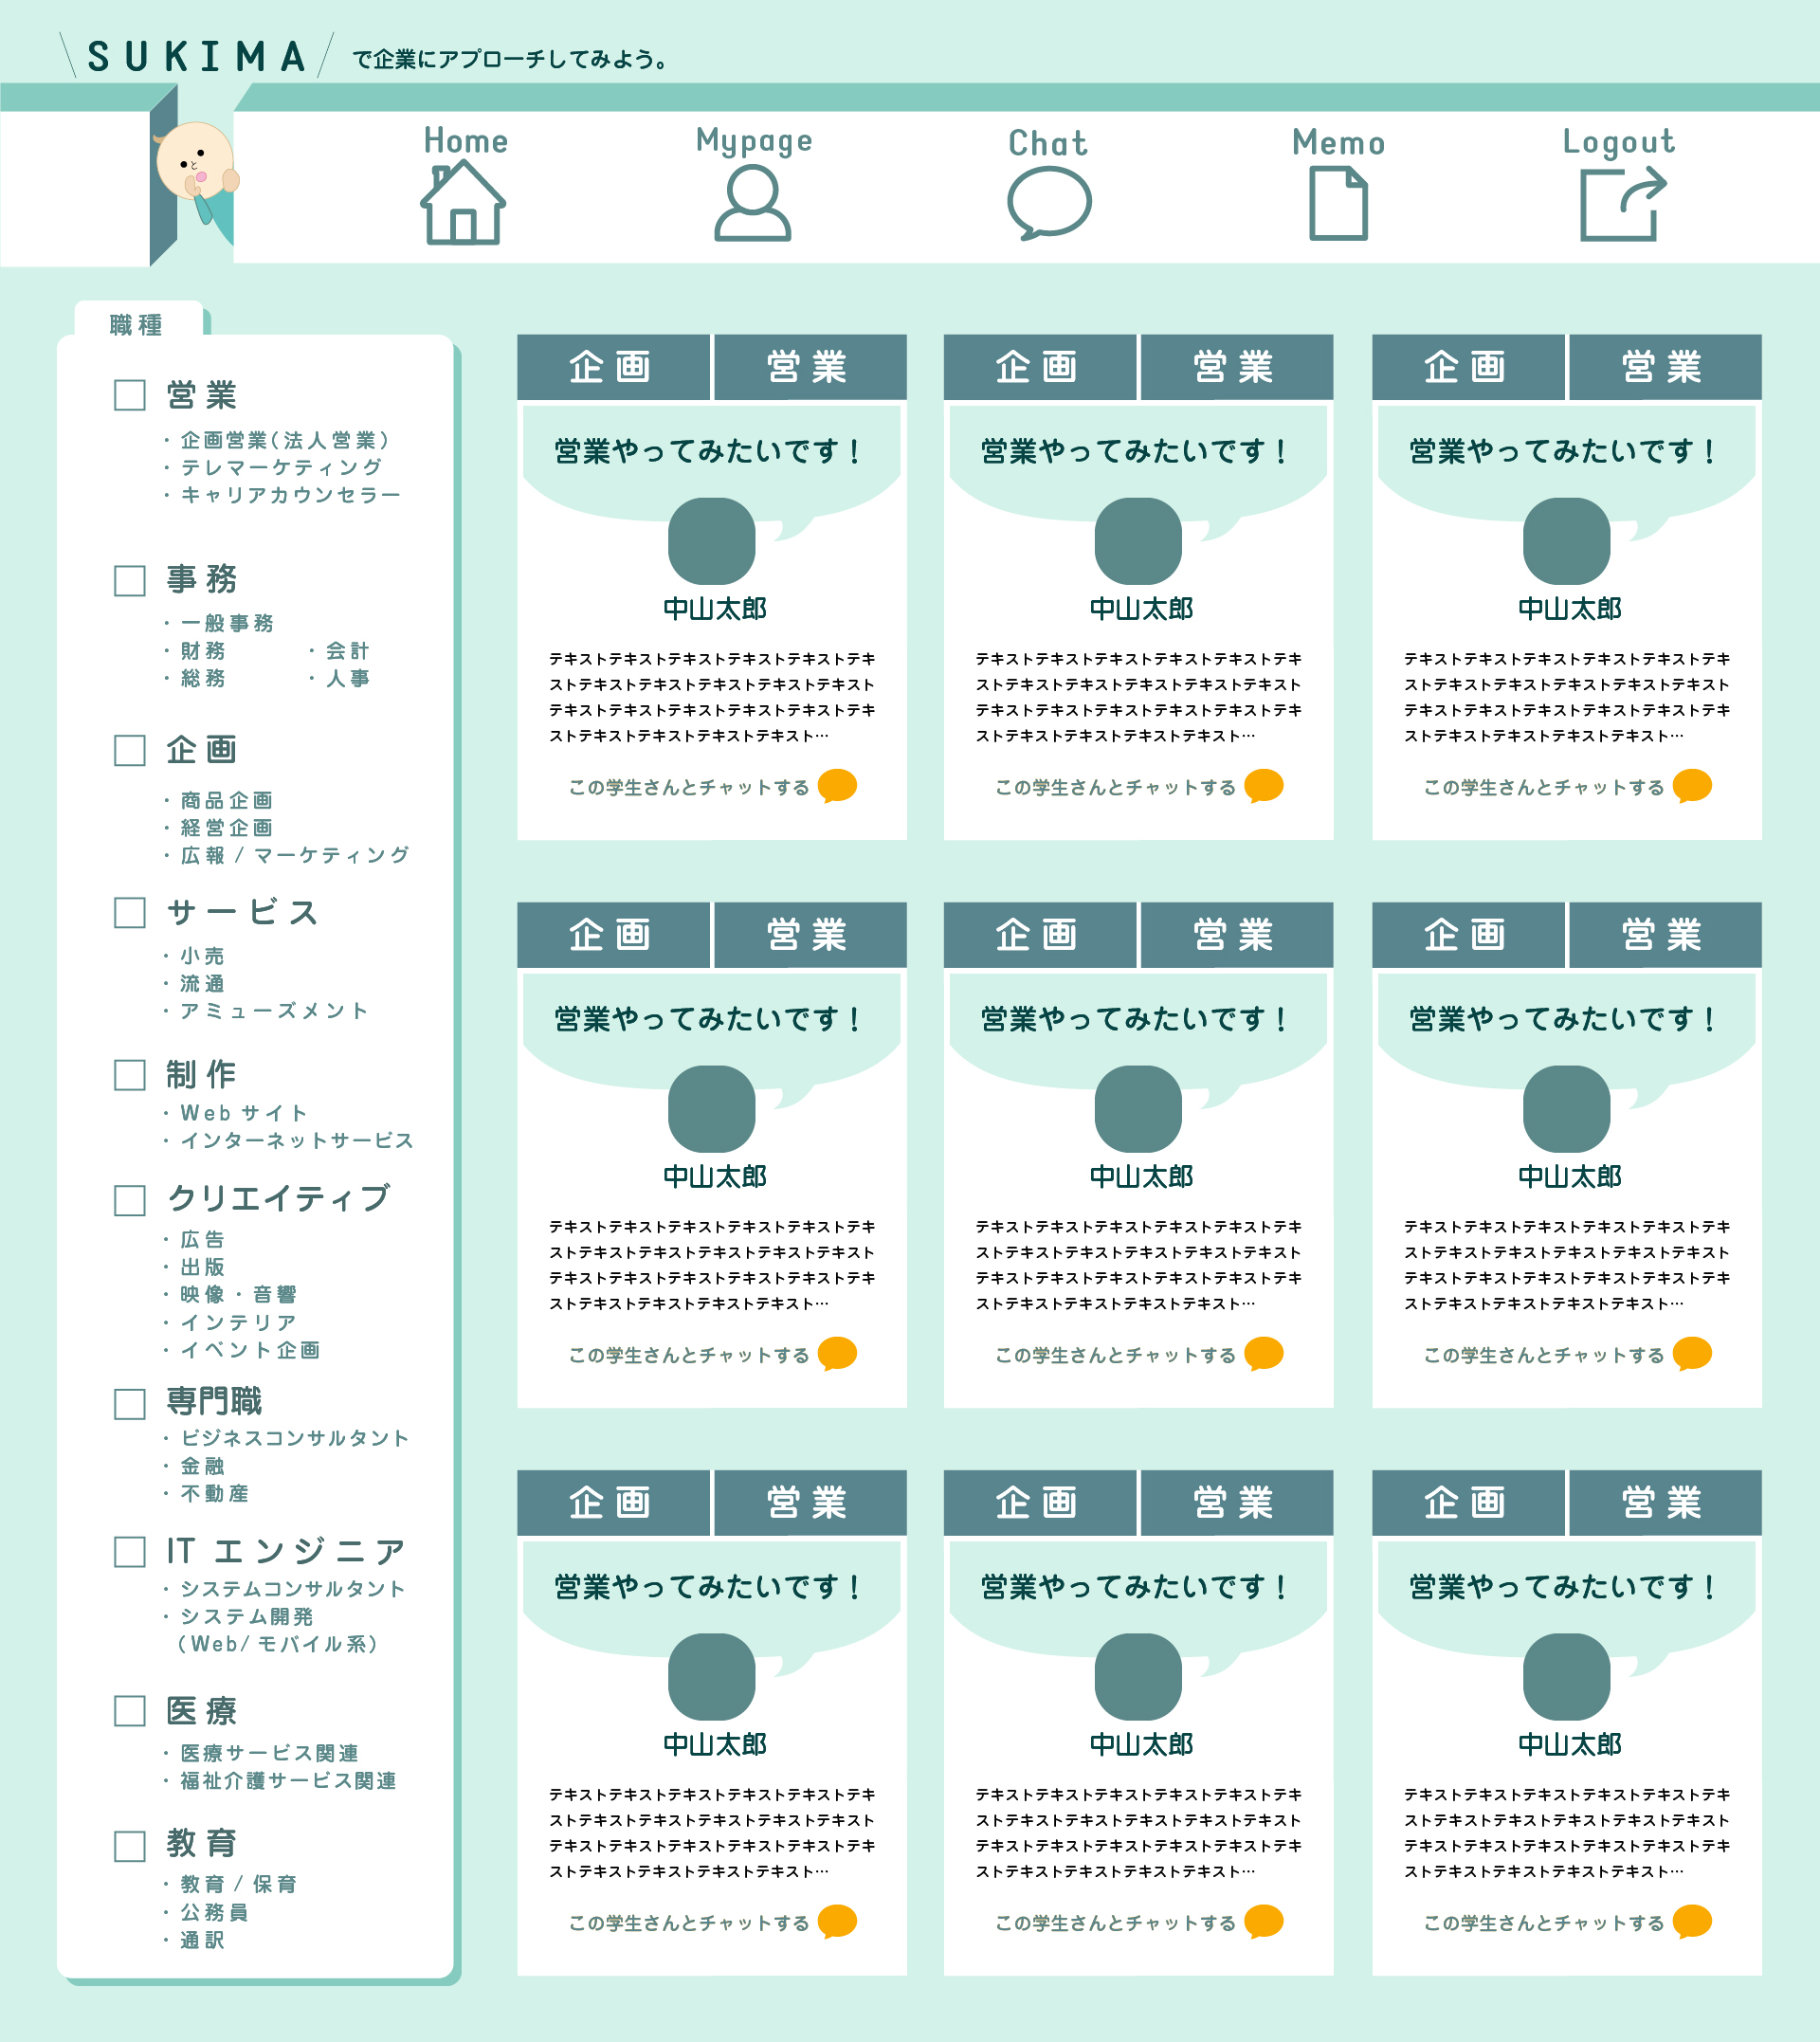 SUKIMA で企業にアプローチしてみよう。
Home Mypage Chat Memo Logout
職種
営業
・企画営業(法人営業)
・テレマーケティング
・キャリアカウンセラー
事務
・一般事務
・財務 ・会計
・総務 ・人事
企画
・商品企画
・経営企画
・広報 / マーケティング
サービス
・小売
・流通
・アミューズメント
制作
・Web サイト
・インターネットサービス
クリエイティブ
・広告
・出版
・映像・音響
・インテリア
・イベント企画
専門職
・ビジネスコンサルタント
・金融
・不動産
IT エンジニア
・システムコンサルタント
・システム開発
(Web/ モバイル系)
医療
・医療サービス関連
・福祉介護サービス関連
教育
・教育 / 保育
・公務員
・通訳
企画 営業
営業やってみたいです！
中山太郎
テキストテキストテキストテキストテキストテキ
ストテキストテキストテキストテキストテキスト
テキストテキストテキストテキストテキストテキ
ストテキストテキストテキストテキスト…
この学生さんとチャットする
企画 営業
営業やってみたいです！
中山太郎
テキストテキストテキストテキストテキストテキ
ストテキストテキストテキストテキストテキスト
テキストテキストテキストテキストテキストテキ
ストテキストテキストテキストテキスト…
この学生さんとチャットする
企画 営業
営業やってみたいです！
中山太郎
テキストテキストテキストテキストテキストテキ
ストテキストテキストテキストテキストテキスト
テキストテキストテキストテキストテキストテキ
ストテキストテキストテキストテキスト…
この学生さんとチャットする
企画 営業
営業やってみたいです！
中山太郎
テキストテキストテキストテキストテキストテキ
ストテキストテキストテキストテキストテキスト
テキストテキストテキストテキストテキストテキ
ストテキストテキストテキストテキスト…
この学生さんとチャットする
企画 営業
営業やってみたいです！
中山太郎
テキストテキストテキストテキストテキストテキ
ストテキストテキストテキストテキストテキスト
テキストテキストテキストテキストテキストテキ
ストテキストテキストテキストテキスト…
この学生さんとチャットする
企画 営業
営業やってみたいです！
中山太郎
テキストテキストテキストテキストテキストテキ
ストテキストテキストテキストテキストテキスト
テキストテキストテキストテキストテキストテキ
ストテキストテキストテキストテキスト…
この学生さんとチャットする
企画 営業
営業やってみたいです！
中山太郎
テキストテキストテキストテキストテキストテキ
ストテキストテキストテキストテキストテキスト
テキストテキストテキストテキストテキストテキ
ストテキストテキストテキストテキスト…
この学生さんとチャットする
企画 営業
営業やってみたいです！
中山太郎
テキストテキストテキストテキストテキストテキ
ストテキストテキストテキストテキストテキスト
テキストテキストテキストテキストテキストテキ
ストテキストテキストテキストテキスト…
この学生さんとチャットする
企画 営業
営業やってみたいです！
中山太郎
テキストテキストテキストテキストテキストテキ
ストテキストテキストテキストテキストテキスト
テキストテキストテキストテキストテキストテキ
ストテキストテキストテキストテキスト…
この学生さんとチャットする